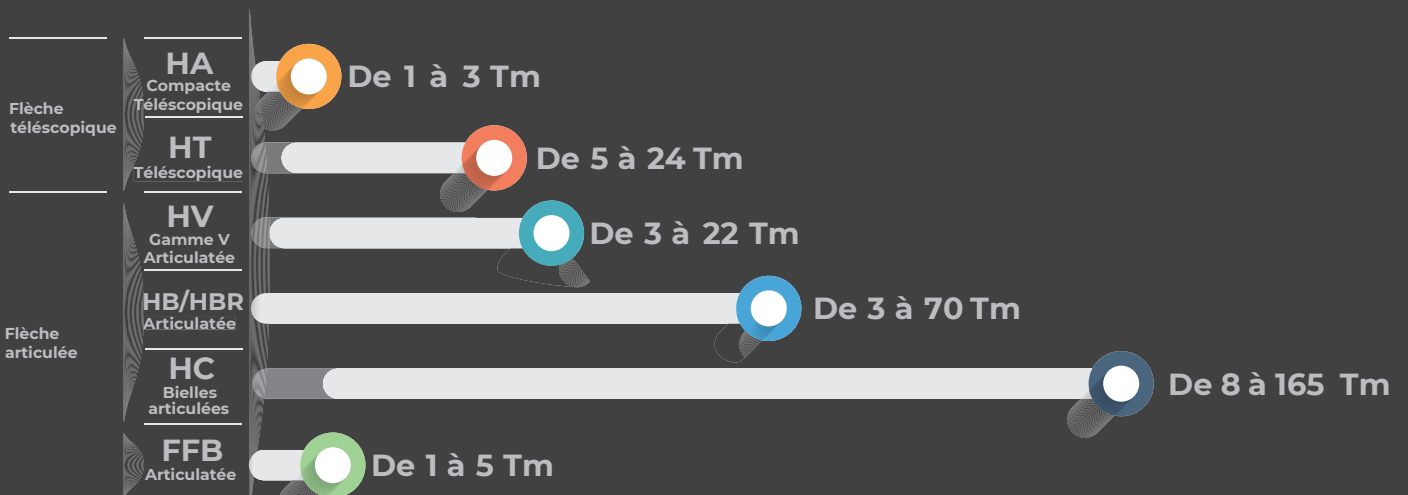 Flèche
téléscopique
HA
Compacte
Téléscopique
De 1 à 3 Tm
HT
Téléscopique
De 5 à 24 Tm
Flèche
articulée
HV
Gamme V
Articulatée
De 3 à 22 Tm
HB/HBR
Articulatée
De 3 à 70 Tm
HC
Bielles
articulées
De 8 à 165 Tm
FFB
Articulatée
De 1 à 5 Tm